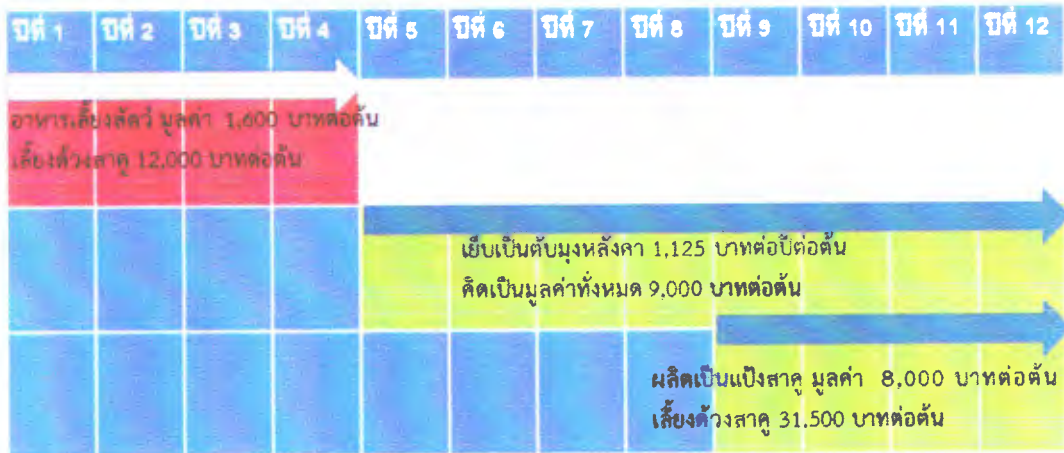 ปีที่ 1 ปีที่ 2 ปีที่ 3 ปีที่ 4 ปีที่ 5 ปีที่ 6 ปีที่ 7 ปีที่ 8 ปีที่ 9 ปีที่ 10 ปีที่ 11 ปีที่ 12
อาหารเลี้ยงสัตว์ มูลค่า 1,600 บาทต่อต้น
เลี้ยงด้วงสาคู 12,000 บาทต่อต้น
เย็บเป็นตับมุงหลังคา 1,125 บาทต่อปีต่อต้น
คิดเป็นมูลค่าทั้งหมด 9,000 บาทต่อต้น
ผลิตเป็นแป้งสาคู มูลค่า 8,000 บาทต่อต้น
เลี้ยงด้วงสาคู 31,500 บาทต่อต้น